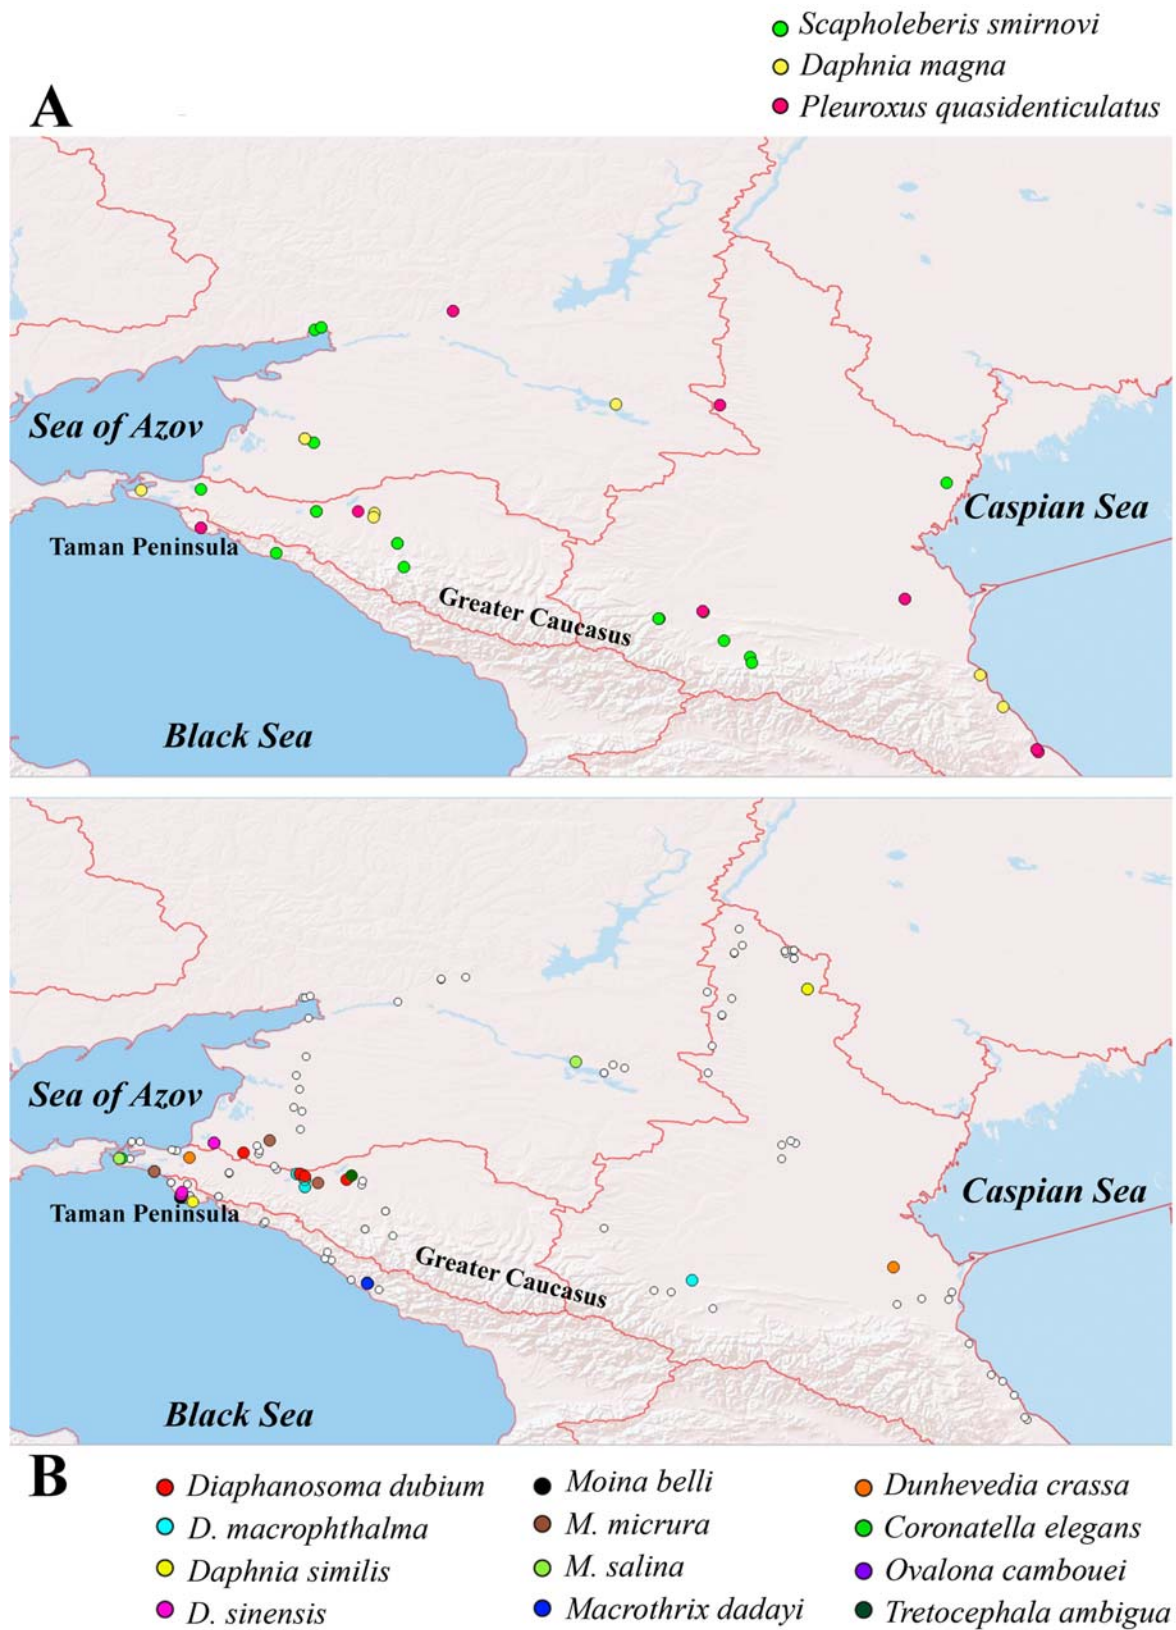 Scapholeberis smirnovi
Daphnia magna
Pleuroxus quasidenticulatus
A
Sea of Azov
Caspian Sea
Taman Peninsula
Greater Caucasus
Black Sea
Sea of Azov
Caspian Sea
Taman Peninsula
Greater Caucasus
Black Sea
B
Diaphanosoma dubium
D. macrophthalma
Daphnia similis
D. sinensis
Moina belli
M. micrura
M. salina
Macrothrix dadayi
Dunhevedia crassa
Coronatella elegans
Ovalona cambouei
Tretocephala ambigua